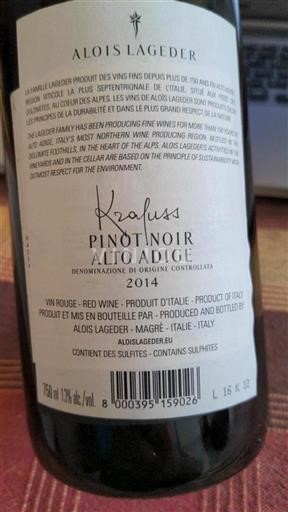 ALOIS LAGEDER
LA FAMILLE LAGEDER PRODUIT DES VINS FINS DEPUIS PLUS DE 150 ANS EN ALTO ADIGE,
RÉGION VITICOLE LA PLUS SEPTENTRIONALE DE L'ITALIE, SITUÉ AUX PIEDS DES
DOLOMITES, AU COEUR DES ALPES. LES VINS DE ALOÏS LAGEDER SONT PRODUITS
LES PRINCIPES DE LA DURABILITÉ ET DANS LE PLUS GRAND RESPECT DE LA NATURE
THE LAGEDER FAMILY HAS BEEN PRODUCING FINE WINES FOR MORE THAN 150 YEARS IN
ALTO ADIGE, ITALY'S MOST NORTHERN WINE PRODUCING REGION, NESTLED IN THE
DOLOMITE FOOTHILLS, IN THE HEART OF THE ALPS. ALOIS LAGEDER'S ACTIVITIES IN THE
VINEYARDS AND IN THE CELLAR ARE BASED ON THE PRINCIPLE OF SUSTAINABILITY WITH
UTMOST RESPECT FOR THE ENVIRONMENT.
Krafuss
PINOT NOIR
ALTO ADIGE
DENOMINAZIONE DI ORIGINE CONTROLLATA
2014
VIN ROUGE - RED WINE - PRODUIT D'ITALIE - PRODUCT OF ITALY
PRODUIT ET MIS EN BOUTEILLE PAR - PRODUCED AND BOTTLED BY
ALOIS LAGEDER - MAGRÈ - ITALIE - ITALY
ALOISLAGEDER.EU
CONTIENT DES SULFITES - CONTAINS SULPHITES
750 ml 13% alc./vol.
8 000395 159026
L 16 K 12